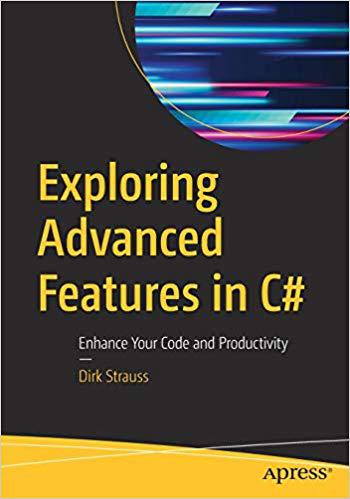 Exploring
Advanced
Features in C#
Enhance Your Code and Productivity
—
Dirk Strauss
Apress®